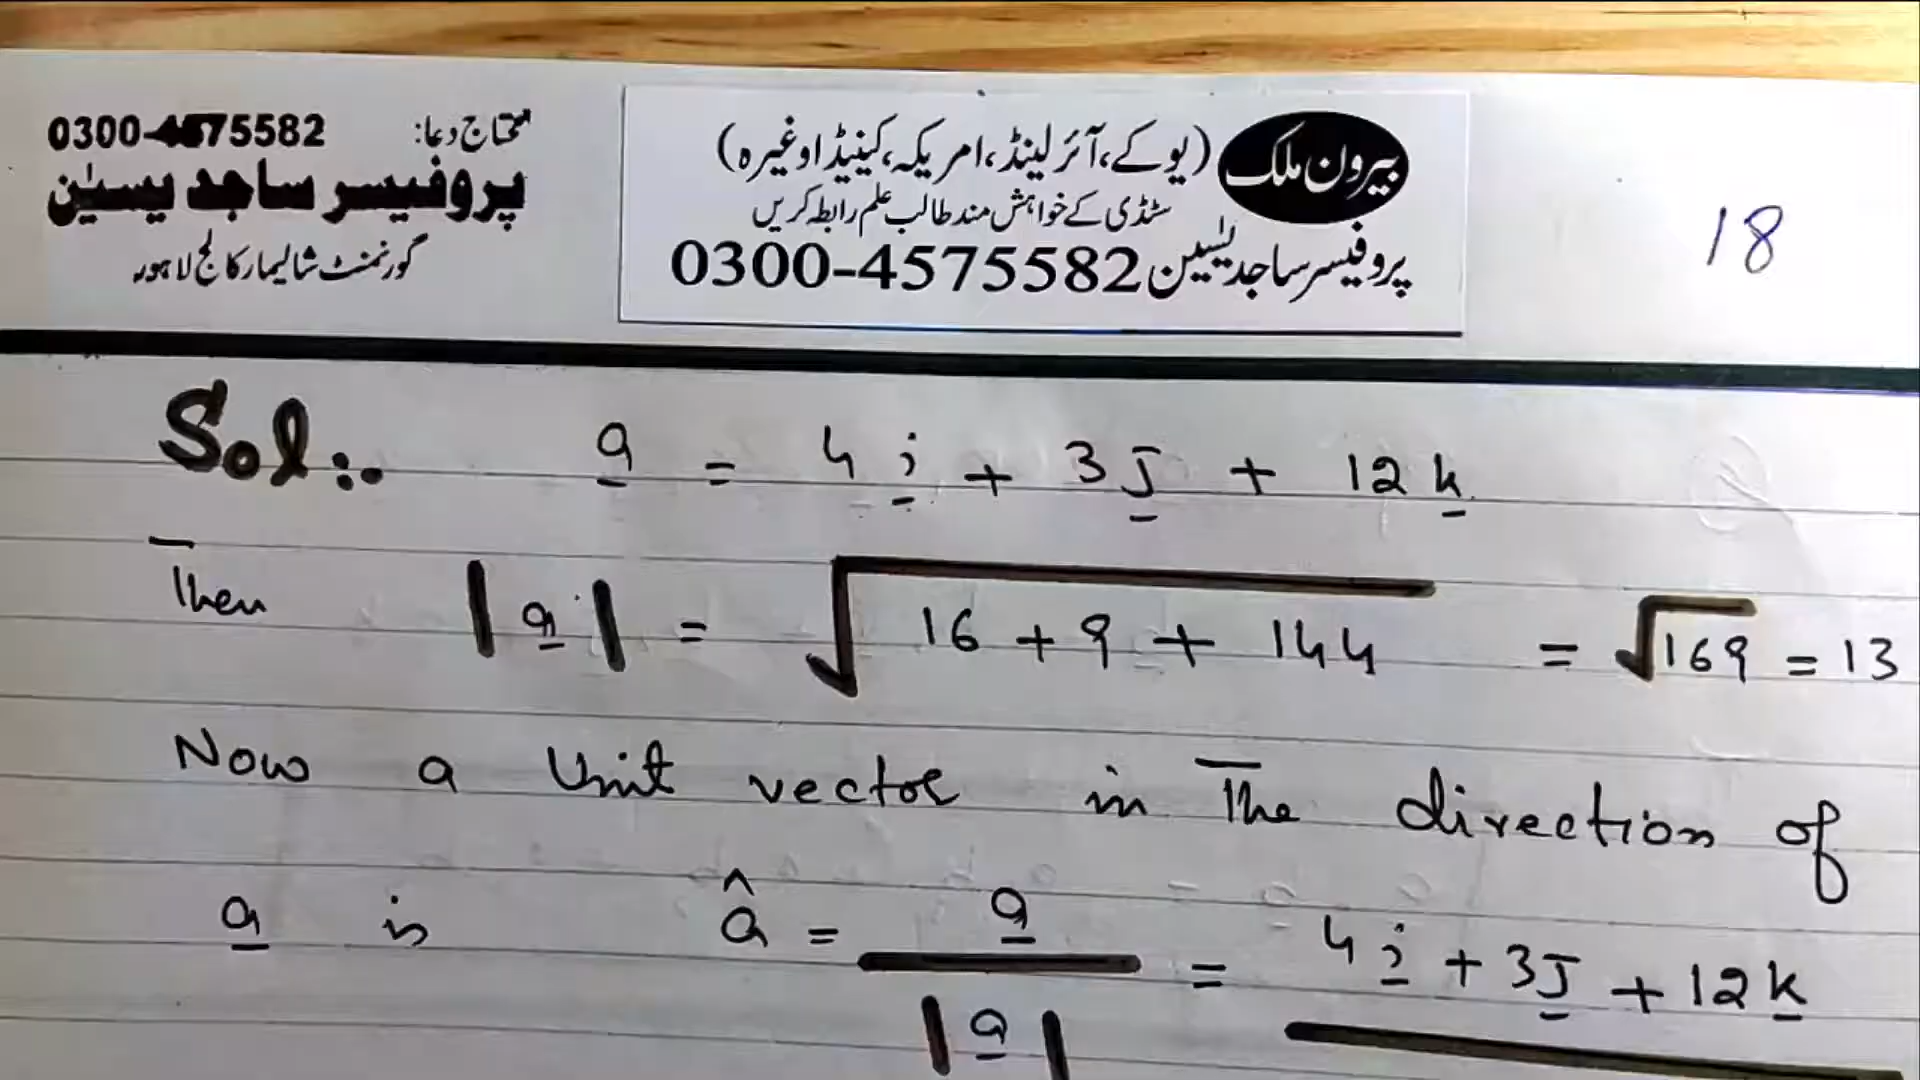 0300-4575582 محتاج دعا:
پروفیسر ساجد یسیٰن
گورنمنٹ شالیمار کالج لاہور
بیرون ملک (یوکے، آئرلینڈ، امریکہ، کینیڈا وغیرہ)
سٹڈی کے خواہش مند طالب علم رابطہ کریں
پروفیسر ساجد یٰسین 0300-4575582
18
Sol:. a = 4i + 3J + 12k
Then |a| = √16 + 9 + 144 = √169 = 13
Now a Unit vector in The direction of
a is â = a / |a| = 4i + 3J + 12k